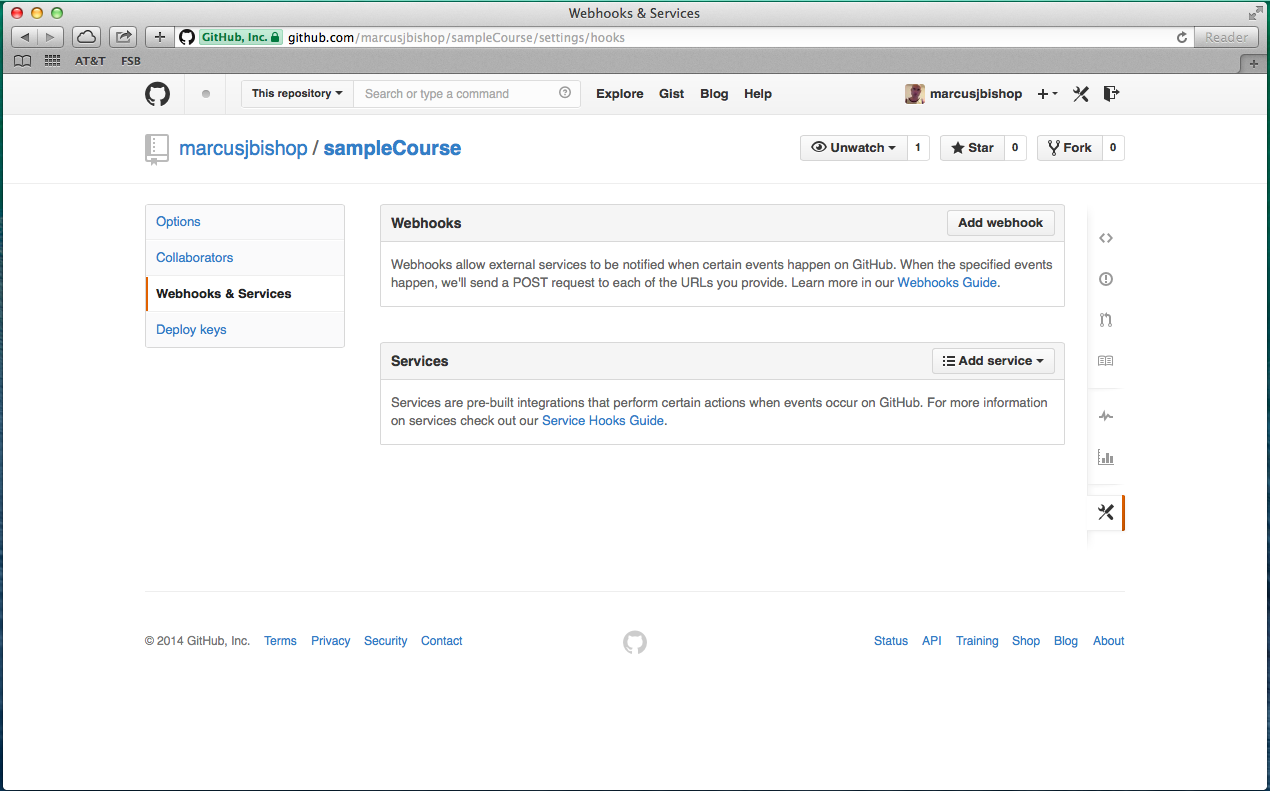 Webhooks & Services
GitHub, Inc. github.com/marcusjbishop/sampleCourse/settings/hooks Reader
AT&T FSB
This repository Search or type a command Explore Gist Blog Help marcusjbishop
marcusjbishop / sampleCourse Unwatch 1 Star 0 Fork 0
Options
Collaborators
Webhooks & Services
Deploy keys
Webhooks Add webhook
Webhooks allow external services to be notified when certain events happen on GitHub. When the specified events
happen, we'll send a POST request to each of the URLs you provide. Learn more in our Webhooks Guide.
Services Add service
Services are pre-built integrations that perform certain actions when events occur on GitHub. For more information
on services check out our Service Hooks Guide.
© 2014 GitHub, Inc. Terms Privacy Security Contact Status API Training Shop Blog About